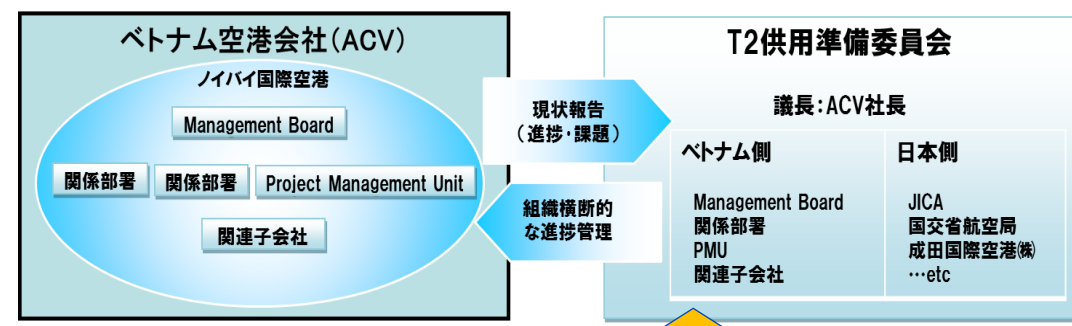 ベトナム空港会社(ACV)
ノイバイ国際空港
Management Board
関係部署
関係部署
Project Management Unit
関連子会社
現状報告
(進捗・課題)
組織横断的
な進捗管理
T2供用準備委員会
議長:ACV社長
ベトナム側
Management Board
関係部署
PMU
関連子会社
日本側
JICA
国交省航空局
成田国際空港㈱
…etc